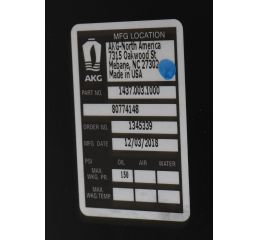 MFG LOCATION
AKG-North America
7315 Oakwood St
Mebane, NC 27302
Made in USA
AKG
PART NO. 1437.003.1000
80774148
ORDER NO. 1345339
MFG. DATE 12/03/2018
PSI OIL AIR WATER
MAX. WKG. PR. 150
MAX. WKG TEMP